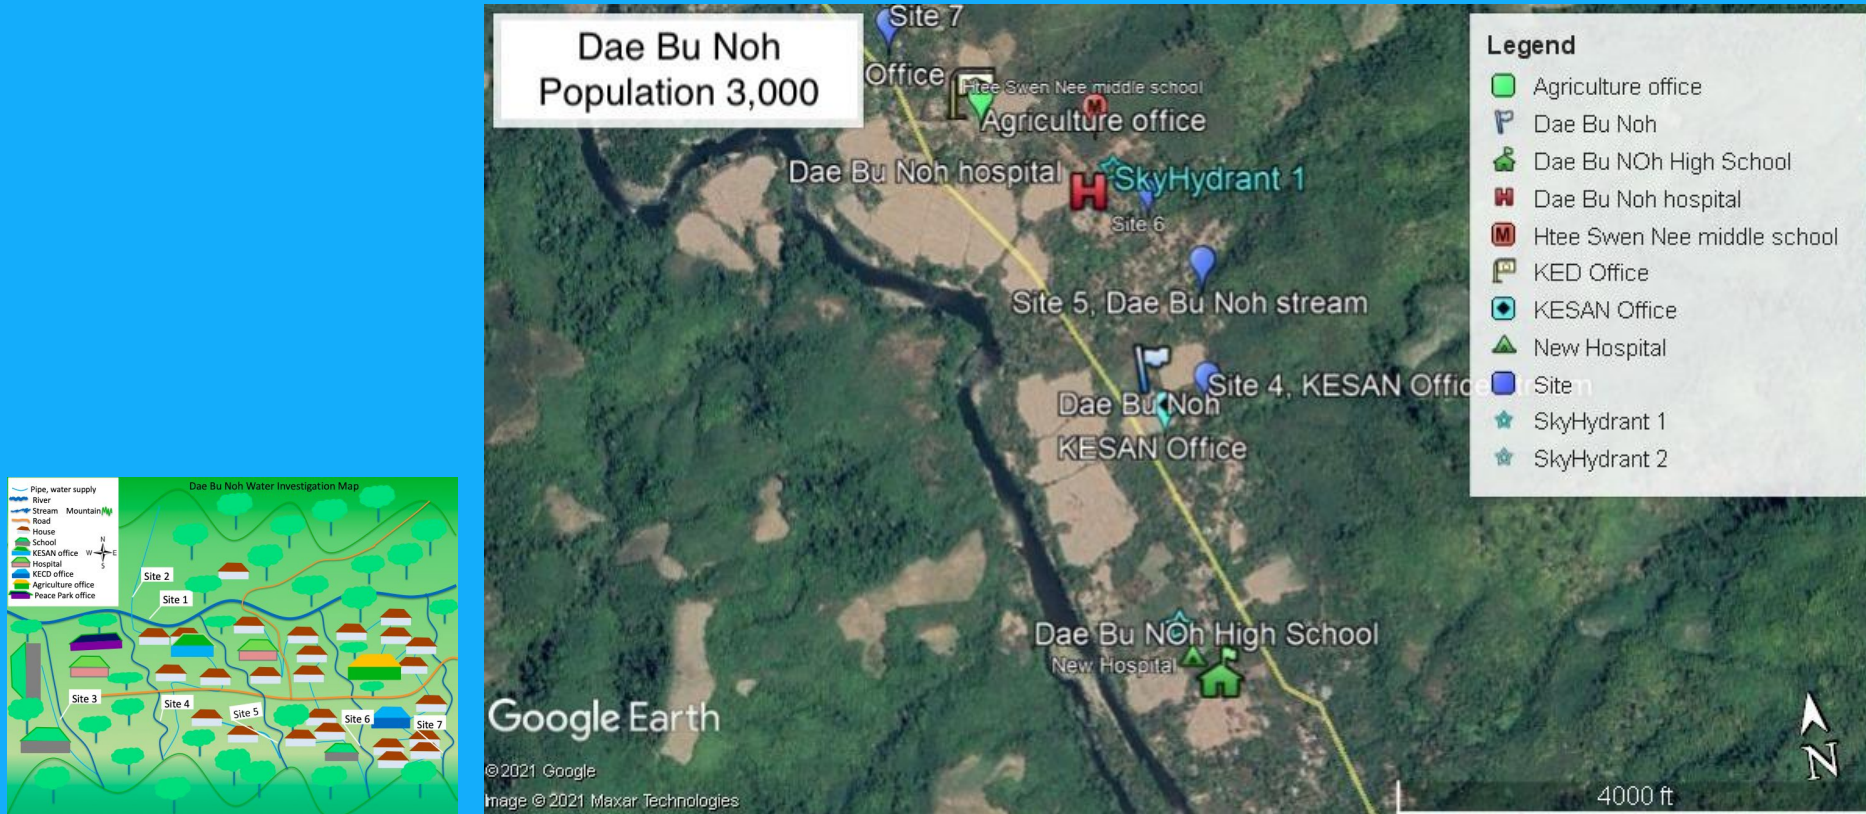 Dae Bu Noh
Population 3,000
Site 7
Office
Htee Swen Nee middle school
Agriculture office
Dae Bu Noh hospital
SkyHydrant 1
Site 6
Site 5, Dae Bu Noh stream
Site 4, KESAN Office stream
Dae Bu Noh
KESAN Office
Dae Bu NOh High School
New Hospital
Google Earth
© 2021 Google
Image © 2021 Maxar Technologies
4000 ft
N
Legend
Agriculture office
Dae Bu Noh
Dae Bu NOh High School
Dae Bu Noh hospital
Htee Swen Nee middle school
KED Office
KESAN Office
New Hospital
Site
SkyHydrant 1
SkyHydrant 2
Dae Bu Noh Water Investigation Map
Pipe, water supply
River
Stream Mountain
Road
House
School
KESAN office
Hospital
KECD office
Agriculture office
Peace Park office
N
W E
S
Site 2
Site 1
Site 3
Site 4
Site 5
Site 6
Site 7